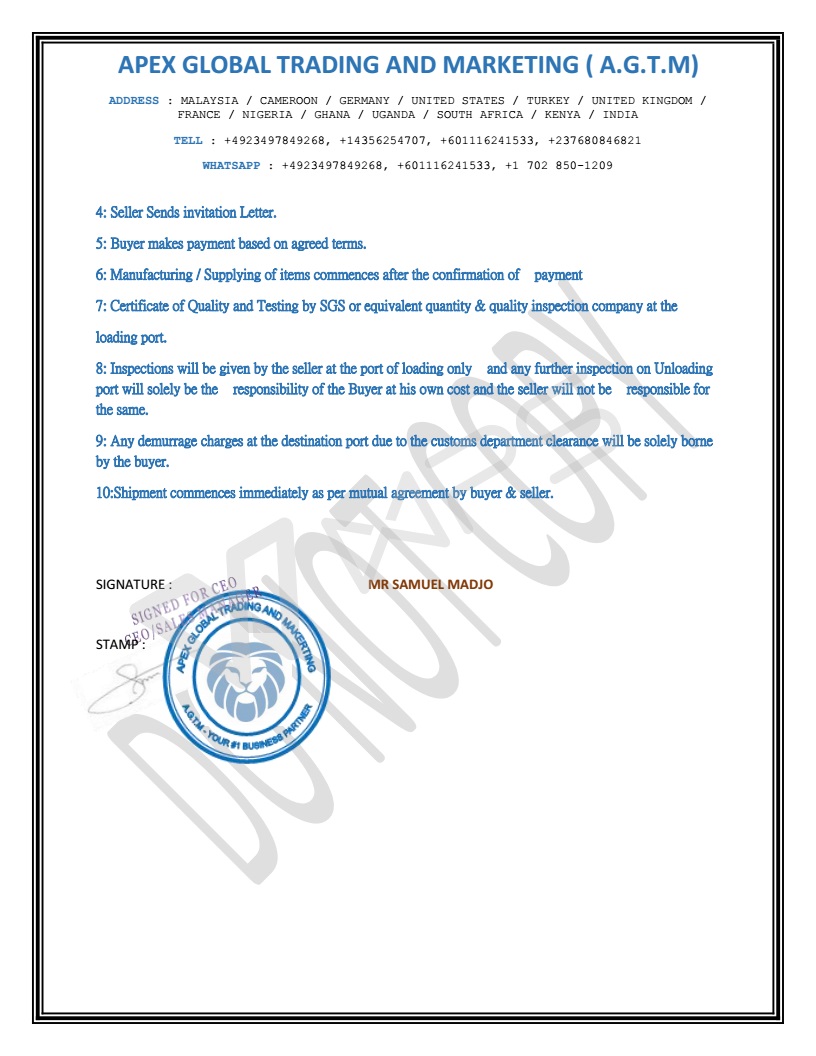 APEX GLOBAL TRADING AND MARKETING ( A.G.T.M)
ADDRESS : MALAYSIA / CAMEROON / GERMANY / UNITED STATES / TURKEY / UNITED KINGDOM /
FRANCE / NIGERIA / GHANA / UGANDA / SOUTH AFRICA / KENYA / INDIA
TELL : +4923497849268, +14356254707, +601116241533, +237680846821
WHATSAPP : +4923497849268, +601116241533, +1 702 850-1209
4: Seller Sends invitation Letter.
5: Buyer makes payment based on agreed terms.
6: Manufacturing / Supplying of items commences after the confirmation of payment
7: Certificate of Quality and Testing by SGS or equivalent quantity & quality inspection company at the
loading port.
8: Inspections will be given by the seller at the port of loading only and any further inspection on Unloading
port will solely be the responsibility of the Buyer at his own cost and the seller will not be responsible for
the same.
9: Any demurrage charges at the destination port due to the customs department clearance will be solely borne
by the buyer.
10:Shipment commences immediately as per mutual agreement by buyer & seller.
SIGNATURE : MR SAMUEL MADJO
SIGNED FOR CEO
CEO/SALES MANAGER
STAMP :
APEX GLOBAL TRADING AND MAKERTING
A.G.T.M - YOUR #1 BUSINESS PARTNER
DO NOT COPY